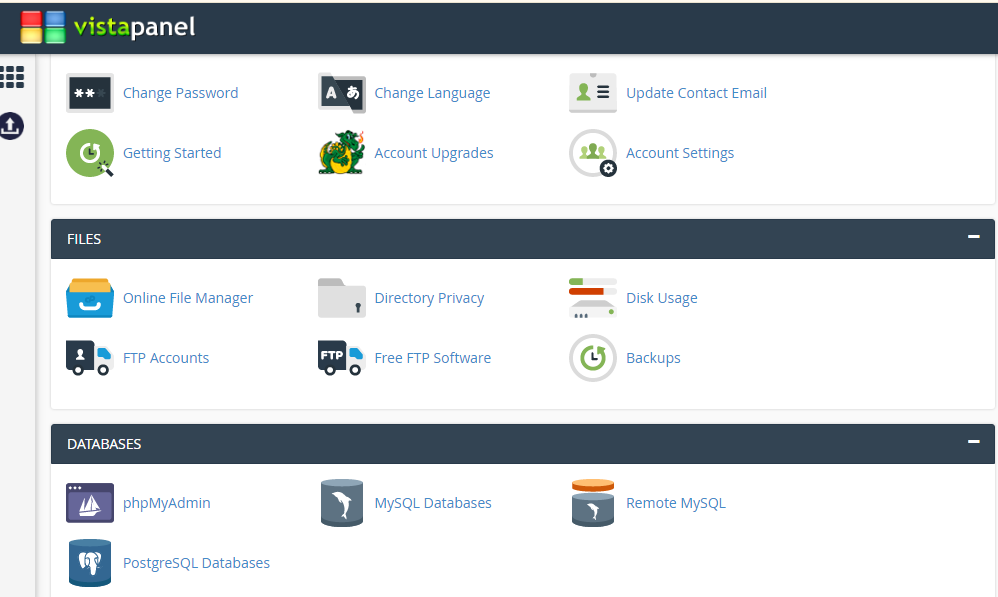 vistapanel
Change Password
Change Language
Update Contact Email
Getting Started
Account Upgrades
Account Settings
FILES
Online File Manager
Directory Privacy
Disk Usage
FTP Accounts
FTP
Free FTP Software
Backups
DATABASES
phpMyAdmin
MySQL Databases
Remote MySQL
PostgreSQL Databases